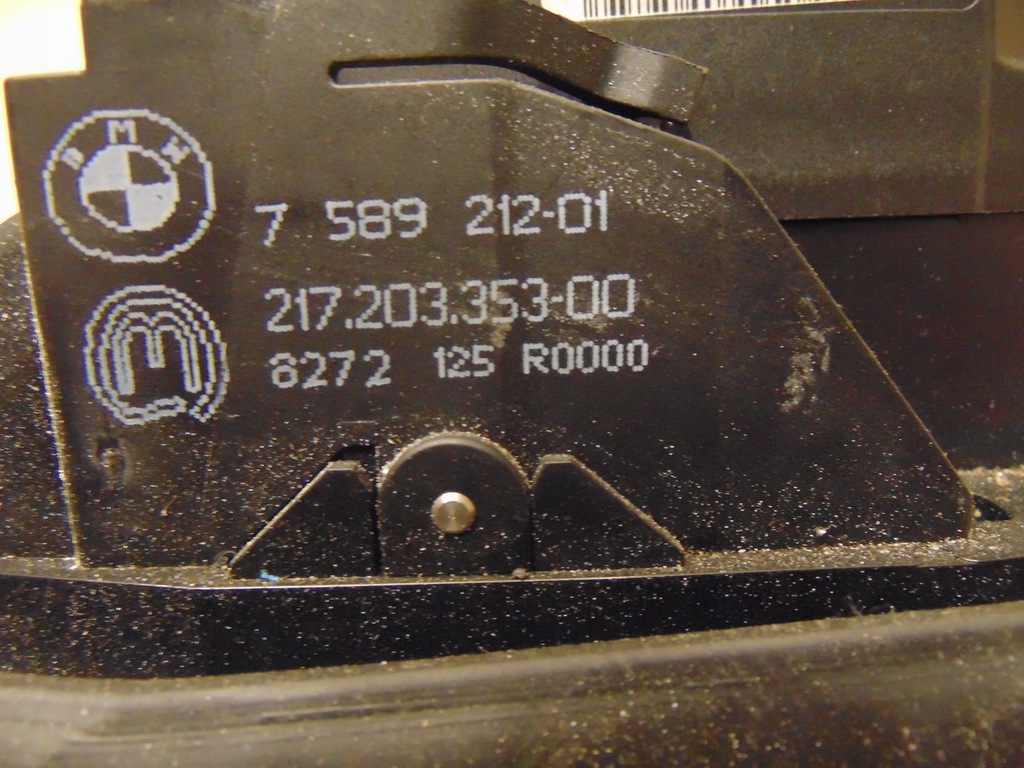 BMW
7 589 212-01
217.203.353-00
8272 125 R0000